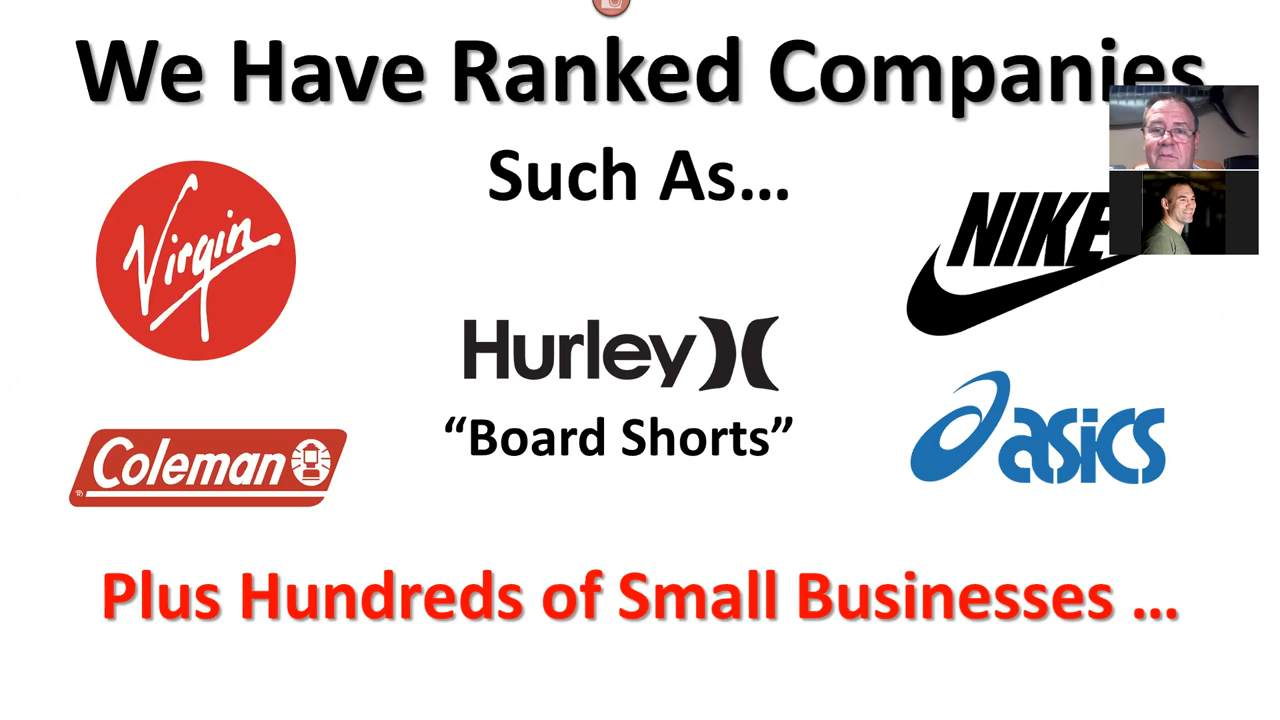 We Have Ranked Companies
Such As...
Virgin
NIKE
Hurley
"Board Shorts"
asics
Coleman
Plus Hundreds of Small Businesses ...